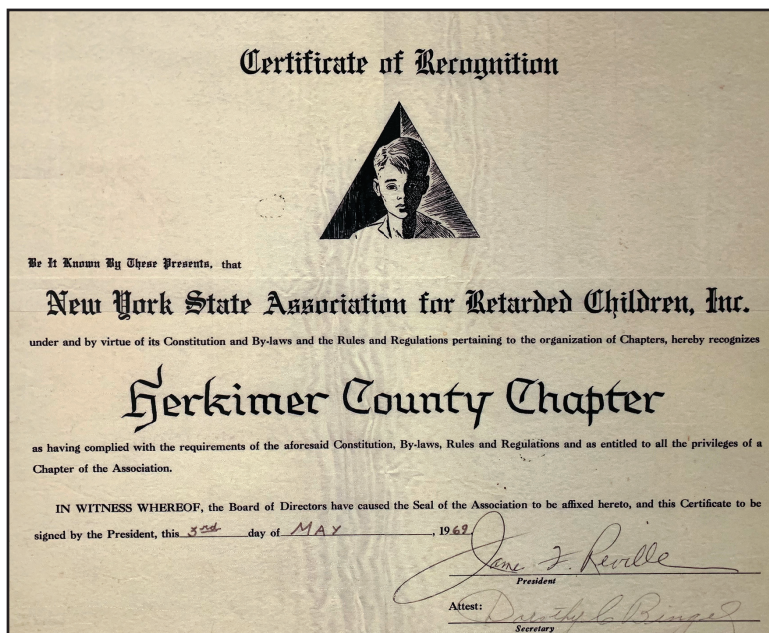 Certificate of Recognition
Be It Known By These Presents, that
New York State Association for Retarded Children, Inc.
under and by virtue of its Constitution and By-laws and the Rules and Regulations pertaining to the organization of Chapters, hereby recognizes
Herkimer County Chapter
as having complied with the requirements of the aforesaid Constitution, By-laws, Rules and Regulations and as entitled to all the privileges of a
Chapter of the Association.
IN WITNESS WHEREOF, the Board of Directors have caused the Seal of the Association to be affixed hereto, and this Certificate to be
signed by the President, this 3rd day of MAY, 1969
F. Reville
President
Attest: Dorothy C Ringel
Secretary